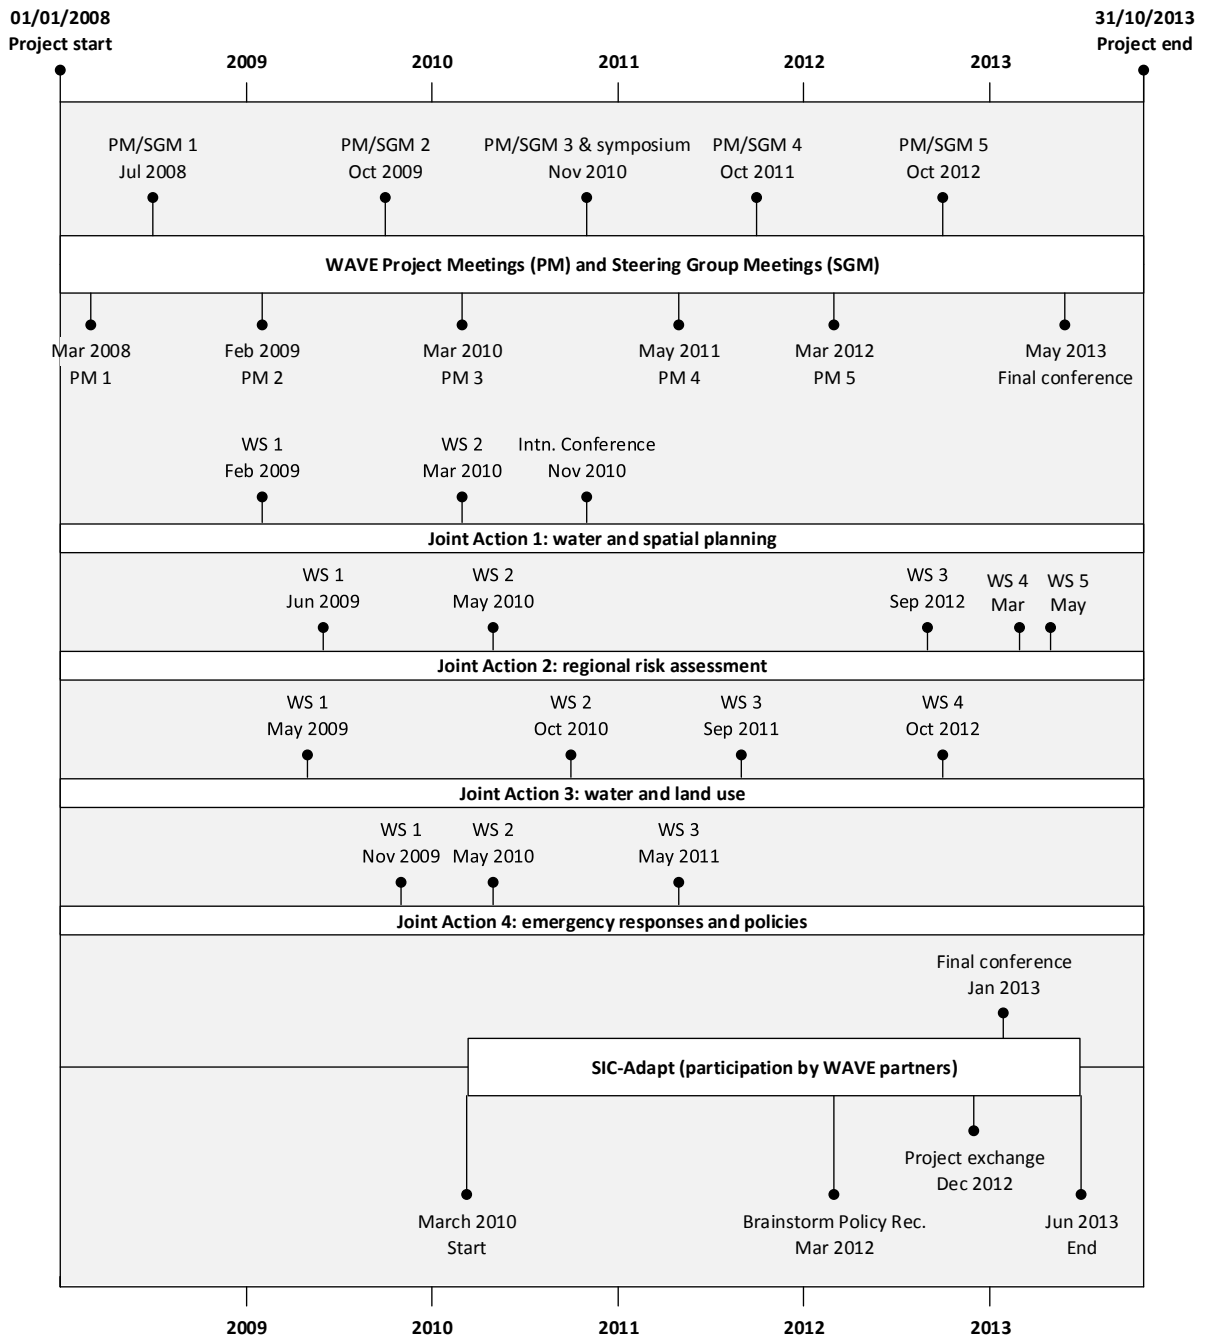 01/01/2008
Project start
31/10/2013
Project end
2009
2010
2011
2012
2013
PM/SGM 1
Jul 2008
PM/SGM 2
Oct 2009
PM/SGM 3 & symposium
Nov 2010
PM/SGM 4
Oct 2011
PM/SGM 5
Oct 2012
WAVE Project Meetings (PM) and Steering Group Meetings (SGM)
Mar 2008
PM 1
Feb 2009
PM 2
Mar 2010
PM 3
May 2011
PM 4
Mar 2012
PM 5
May 2013
Final conference
WS 1
Feb 2009
WS 2
Mar 2010
Intn. Conference
Nov 2010
Joint Action 1: water and spatial planning
WS 1
Jun 2009
WS 2
May 2010
WS 3
Sep 2012
WS 4
Mar
WS 5
May
Joint Action 2: regional risk assessment
WS 1
May 2009
WS 2
Oct 2010
WS 3
Sep 2011
WS 4
Oct 2012
Joint Action 3: water and land use
WS 1
Nov 2009
WS 2
May 2010
WS 3
May 2011
Joint Action 4: emergency responses and policies
Final conference
Jan 2013
SIC-Adapt (participation by WAVE partners)
Project exchange
Dec 2012
March 2010
Start
Brainstorm Policy Rec.
Mar 2012
Jun 2013
End
2009
2010
2011
2012
2013